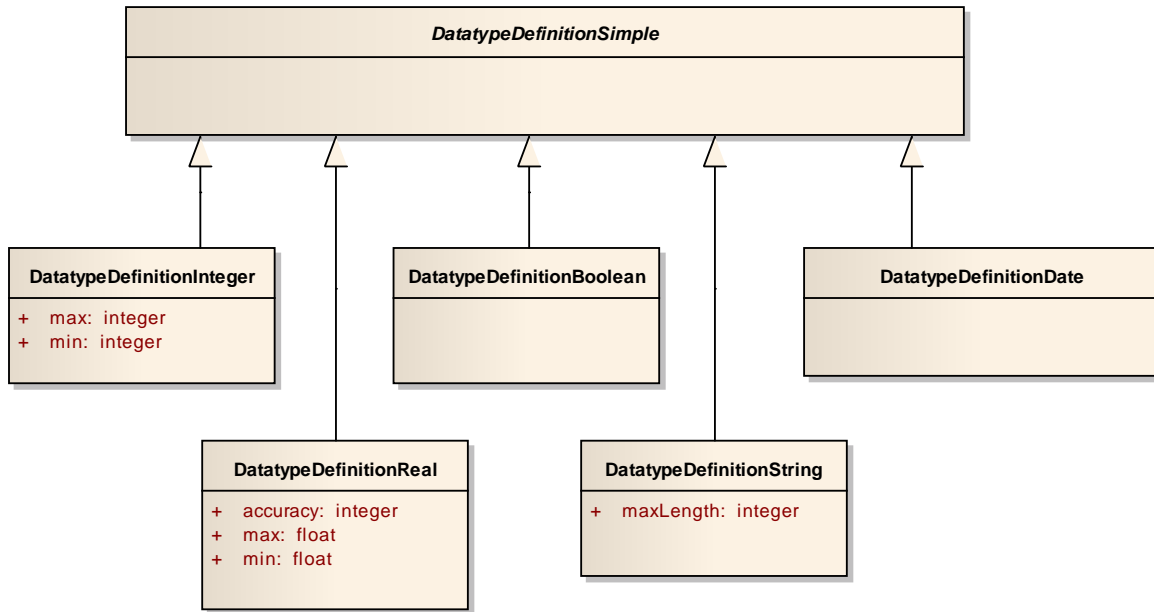 DatatypeDefinitionSimple
DatatypeDefinitionInteger
+ max: integer
+ min: integer
DatatypeDefinitionBoolean
DatatypeDefinitionDate
DatatypeDefinitionReal
+ accuracy: integer
+ max: float
+ min: float
DatatypeDefinitionString
+ maxLength: integer